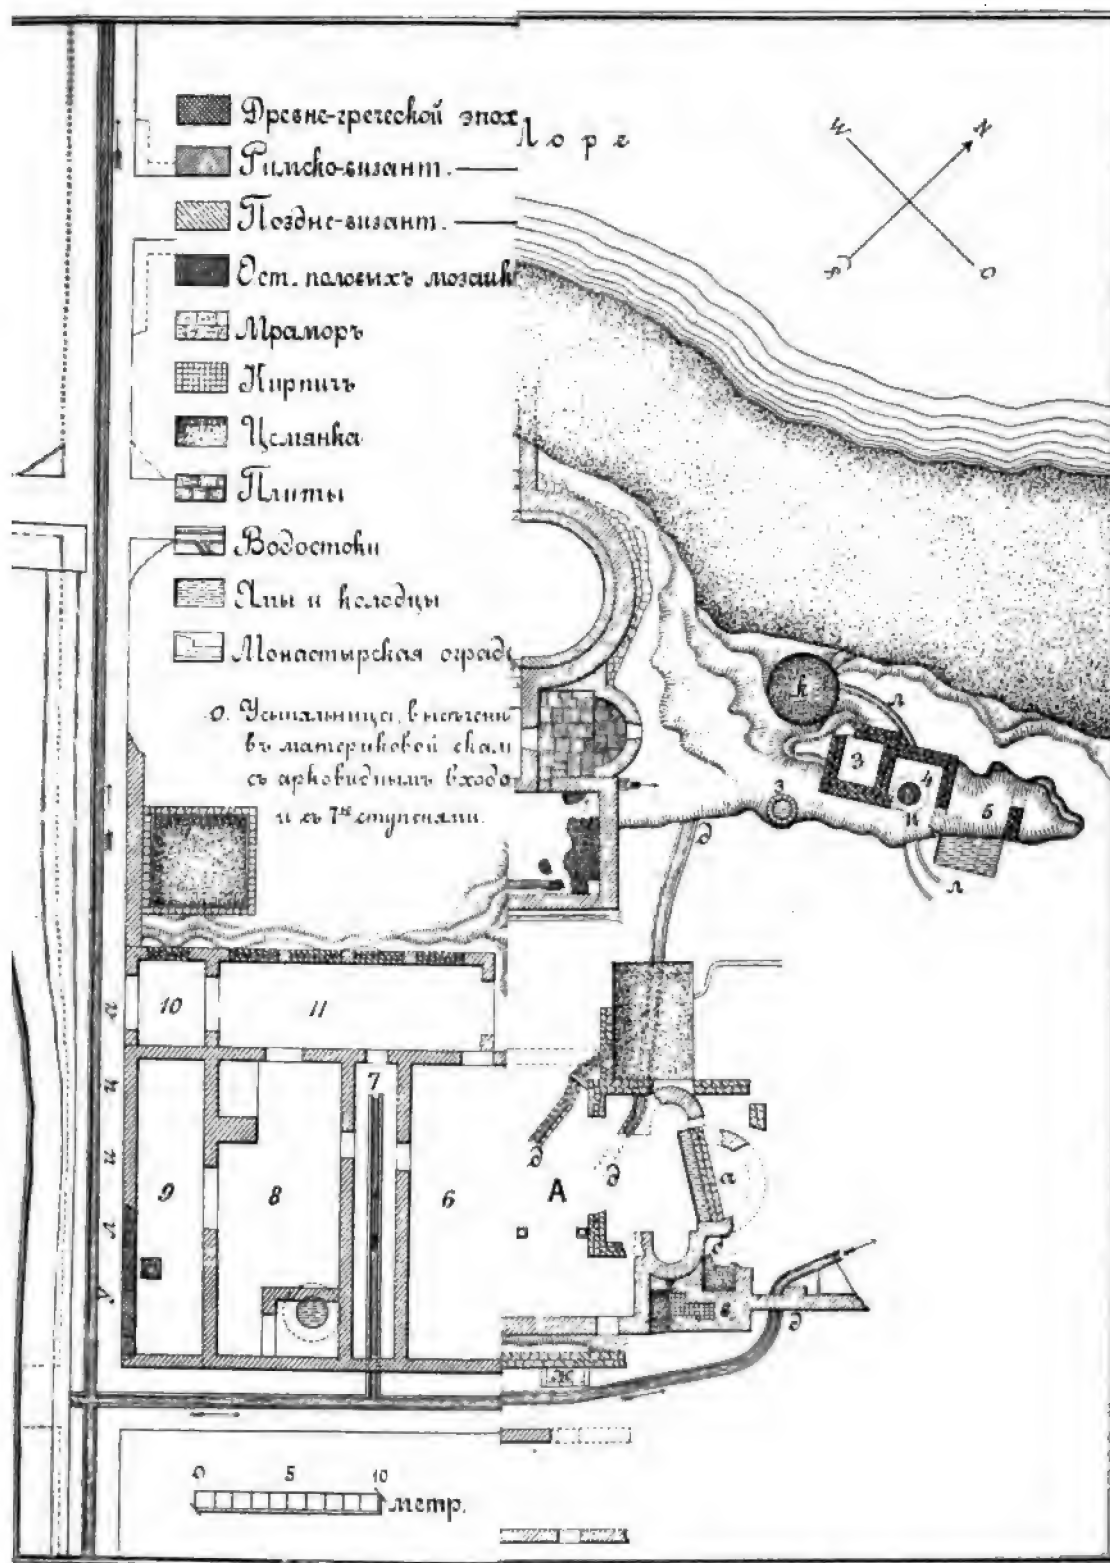 Древне-греческой эпох
Римско-визант.
Поздне-визант.
Ост. половыхъ мозаик
Мраморъ
Кирпичъ
Цемянка
Плиты
Водостоки
Ямы и колодцы
Монастырская оград
о. Усыпальница, высѣчен
въ материковой скал
съ арковиднымъ входо
и съ 7ю ступенями.
Море
W N
S O
k
л
3 4
з и 5
л
д
10 11
7
д д а
9 8 6 А
в д
ж
улица
0 5 10
метр.